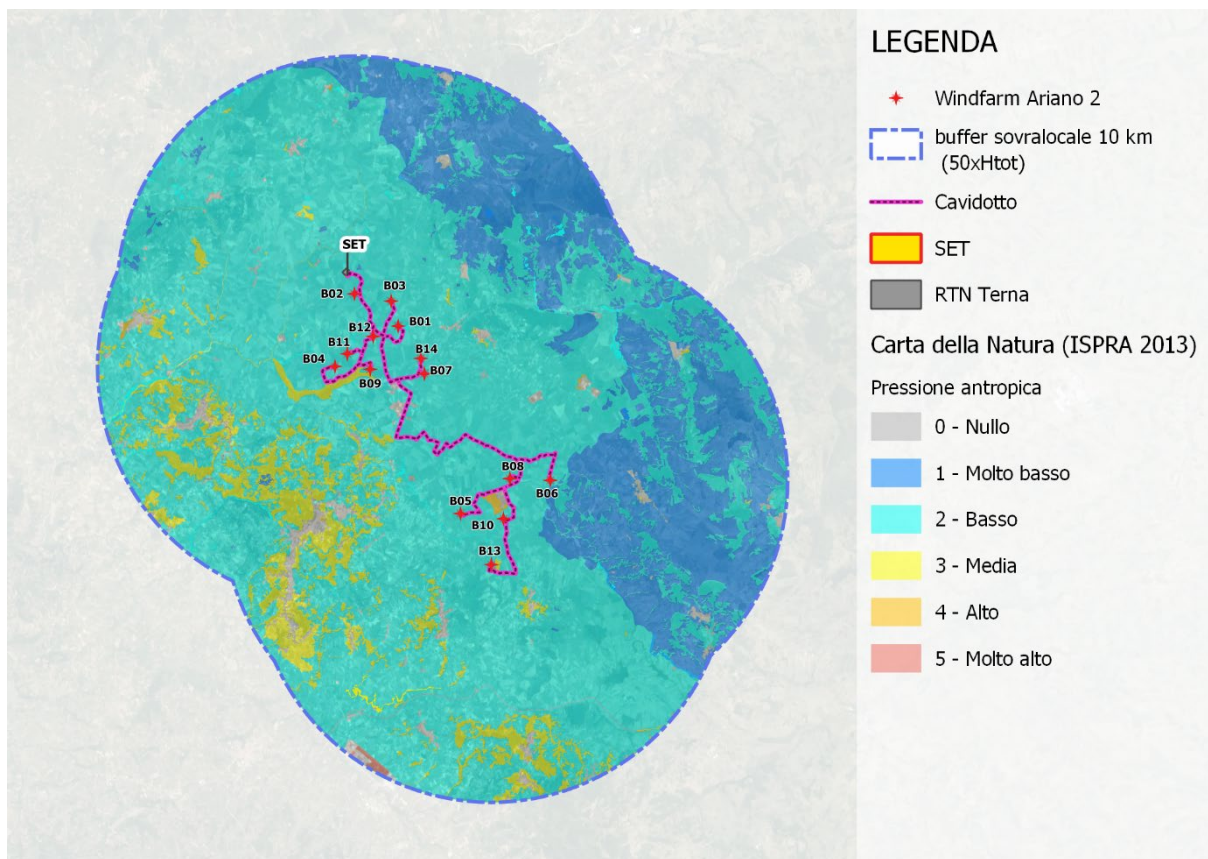 SET
B02
B03
B01
B12
B11
B14
B04
B09
B07
B08
B05
B06
B10
B13
LEGENDA
Windfarm Ariano 2
buffer sovralocale 10 km
(50xHtot)
Cavidotto
SET
RTN Terna
Carta della Natura (ISPRA 2013)
Pressione antropica
0 - Nullo
1 - Molto basso
2 - Basso
3 - Media
4 - Alto
5 - Molto alto